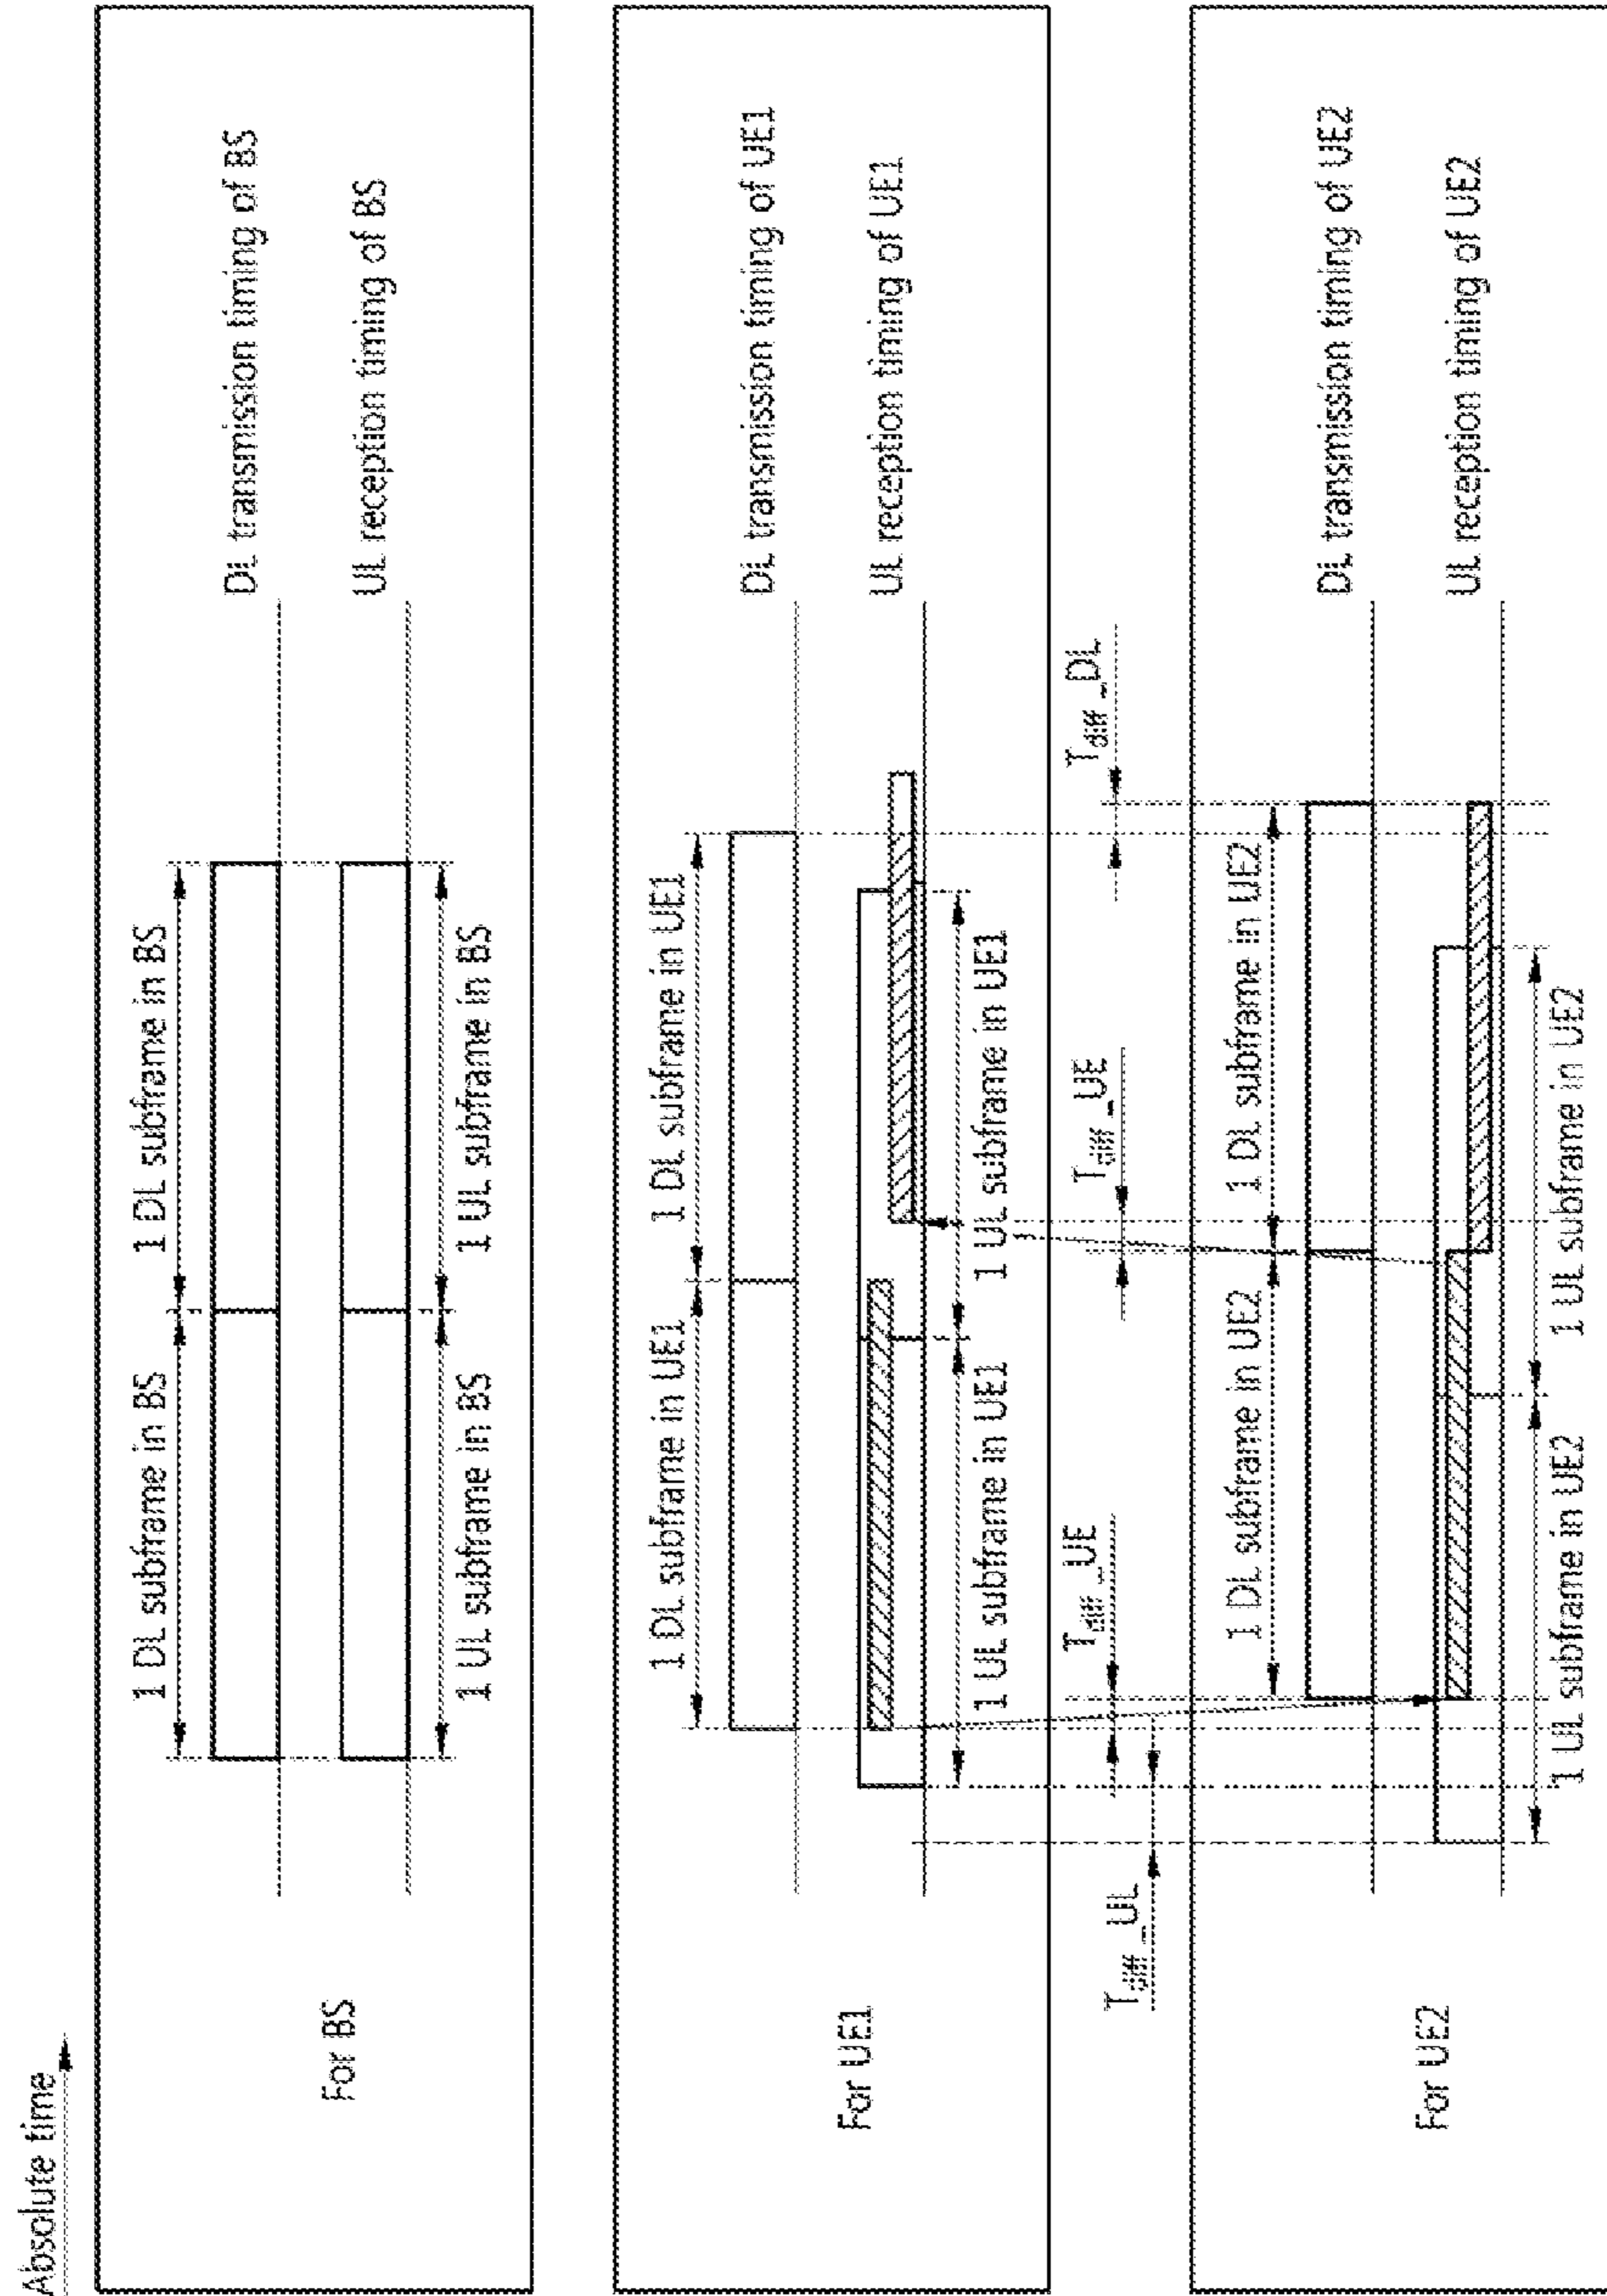 Absolute time
For BS
1 DL subframe in BS
1 DL subframe in BS
DL transmission timing of BS
UL reception timing of BS
1 UL subframe in BS
1 UL subframe in BS
For UE1
1 DL subframe in UE1
1 DL subframe in UE1
DL transmission timing of UE1
UL reception timing of UE1
1 UL subframe in UE1
1 UL subframe in UE1
Tdiff_UL
Tdiff_UE
Tdiff_UE
Tdiff_DL
For UE2
1 DL subframe in UE2
1 DL subframe in UE2
DL transmission timing of UE2
UL reception timing of UE2
1 UL subframe in UE2
1 UL subframe in UE2